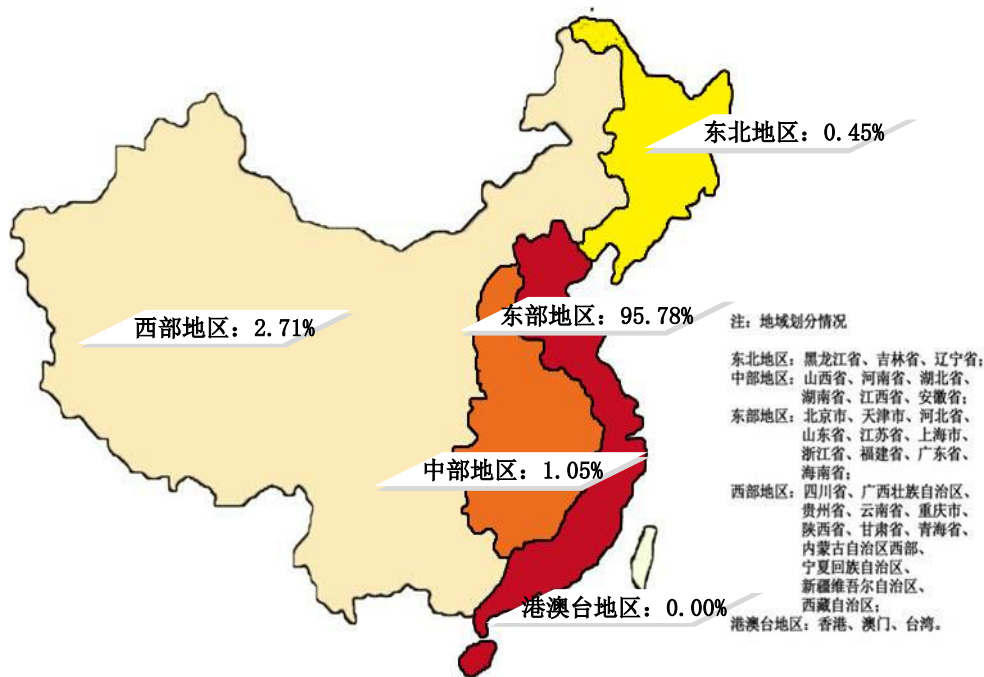 东北地区：0.45%
西部地区：2.71%
东部地区：95.78%
中部地区：1.05%
港澳台地区：0.00%
注：地域划分情况
东北地区：黑龙江省、吉林省、辽宁省；
中部地区：山西省、河南省、湖北省、
湖南省、江西省、安徽省；
东部地区：北京市、天津市、河北省、
山东省、江苏省、上海市、
浙江省、福建省、广东省、
海南省；
西部地区：四川省、广西壮族自治区、
贵州省、云南省、重庆市、
陕西省、甘肃省、青海省、
内蒙古自治区西部、
宁夏回族自治区、
新疆维吾尔自治区、
西藏自治区；
港澳台地区：香港、澳门、台湾。